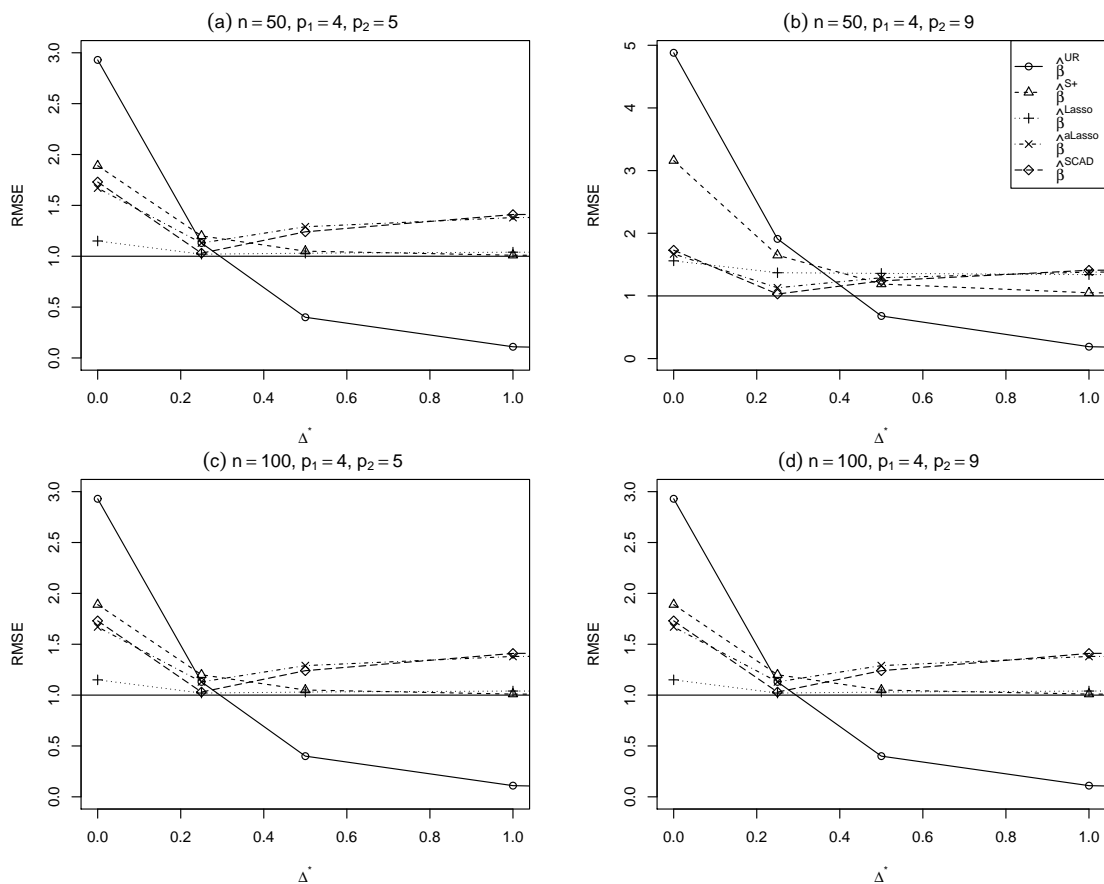 (a) n = 50, p₁ = 4, p₂ = 5
RMSE
3.0
2.5
2.0
1.5
1.0
0.5
0.0
0.0 0.2 0.4 0.6 0.8 1.0
Δ*
(b) n = 50, p₁ = 4, p₂ = 9
RMSE
5
4
3
2
1
0
β̂^UR
β̂^S+
β̂^Lasso
β̂^aLasso
β̂^SCAD
0.0 0.2 0.4 0.6 0.8 1.0
Δ*
(c) n = 100, p₁ = 4, p₂ = 5
RMSE
3.0
2.5
2.0
1.5
1.0
0.5
0.0
0.0 0.2 0.4 0.6 0.8 1.0
Δ*
(d) n = 100, p₁ = 4, p₂ = 9
RMSE
3.0
2.5
2.0
1.5
1.0
0.5
0.0
0.0 0.2 0.4 0.6 0.8 1.0
Δ*